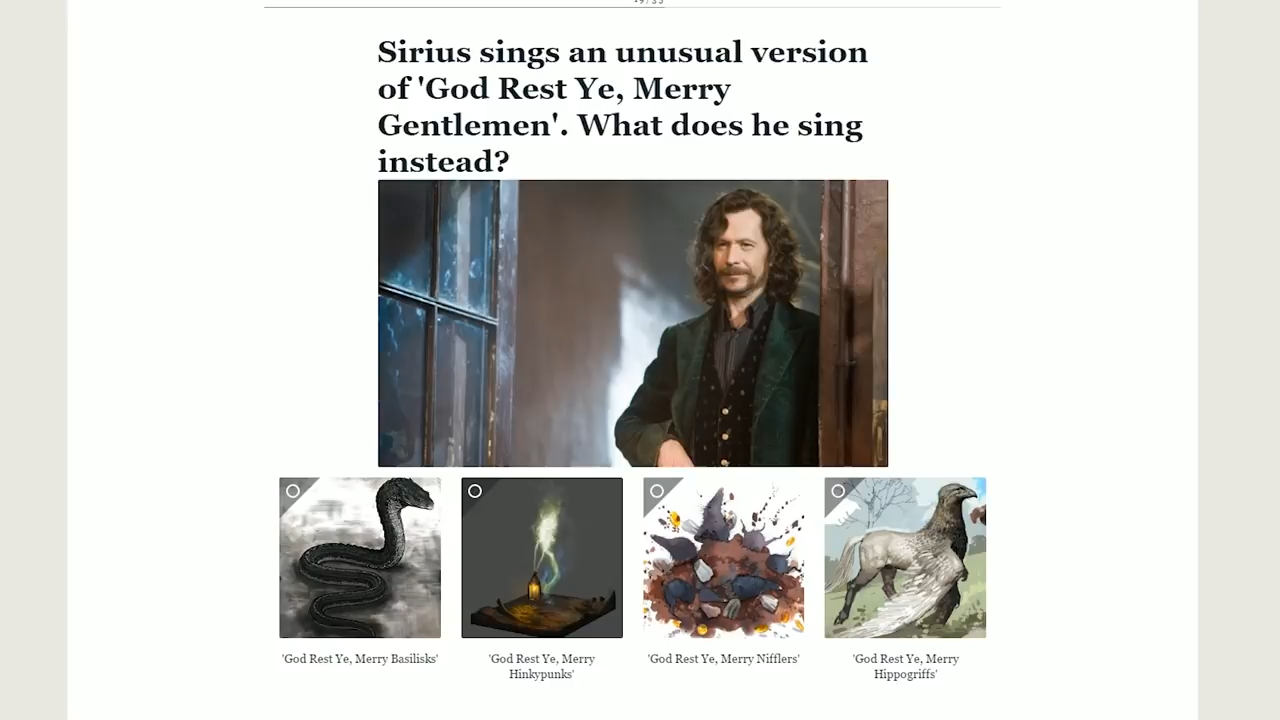 Sirius sings an unusual version
of 'God Rest Ye, Merry
Gentlemen'. What does he sing
instead?
'God Rest Ye, Merry Basilisks'
'God Rest Ye, Merry
Hinkypunks'
'God Rest Ye, Merry Nifflers'
'God Rest Ye, Merry
Hippogriffs'